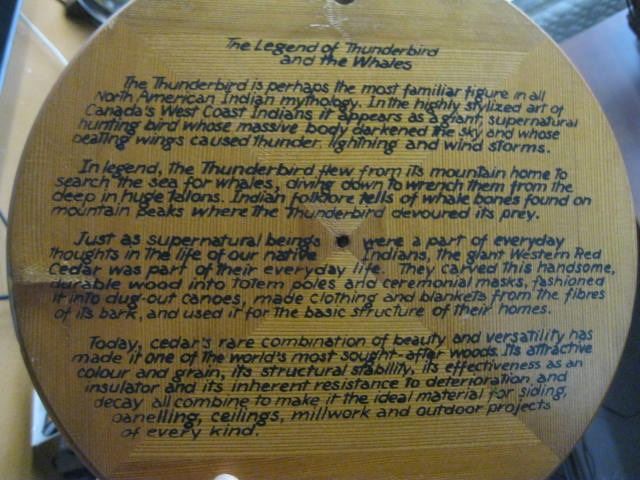 The Legend of Thunderbird
and the Whales
The Thunderbird is perhaps the most familiar figure in all
North American Indian mythology. In the highly stylized art of
Canada's West Coast Indians it appears as a giant, supernatural
hunting bird whose massive body darkened the sky and whose
beating wings caused thunder, lightning and wind storms.
In legend, the Thunderbird flew from its mountain home to
search the sea for whales, diving down to wrench them from the
deep in huge talons. Indian folklore tells of whale bones found on
mountain peaks where the Thunderbird devoured its prey.
Just as supernatural beings were a part of everyday
thoughts in the life of our native Indians, the giant Western Red
Cedar was part of their everyday life. They carved this handsome,
durable wood into totem poles and ceremonial masks, fashioned
it into dug-out canoes, made clothing and blankets from the fibres
of its bark, and used it for the basic structure of their homes.
Today, cedar's rare combination of beauty and versatility has
made it one of the world's most sought-after woods. Its attractive
colour and grain, its structural stability, its effectiveness as an
insulator and its inherent resistance to deterioration and
decay all combine to make it the ideal material for siding,
panelling, ceilings, millwork and outdoor projects
of every kind.